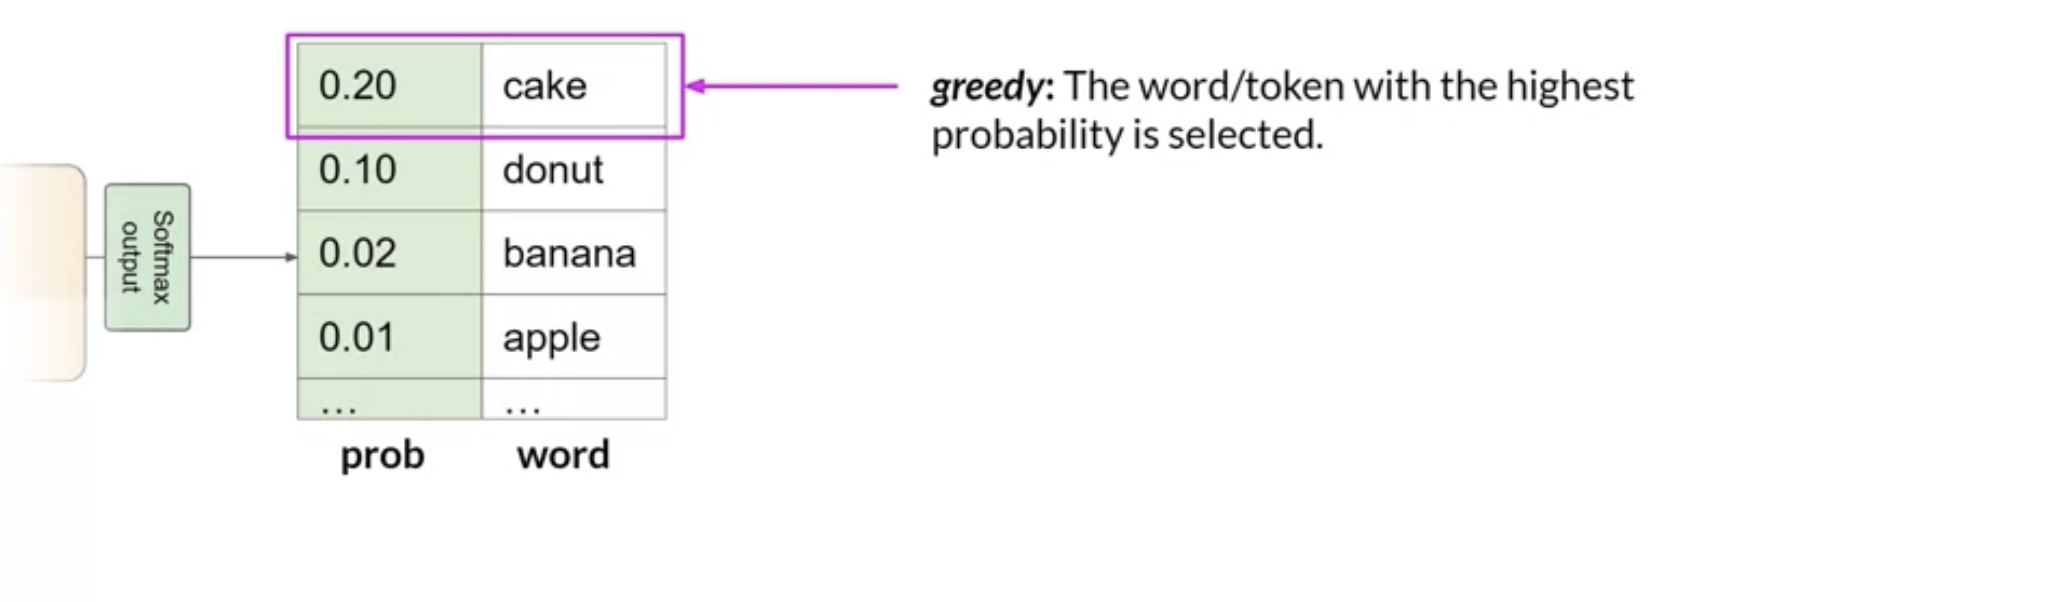 0.20 cake
greedy: The word/token with the highest
probability is selected.
0.10 donut
Softmax
output
0.02 banana
0.01 apple
... ...
prob word